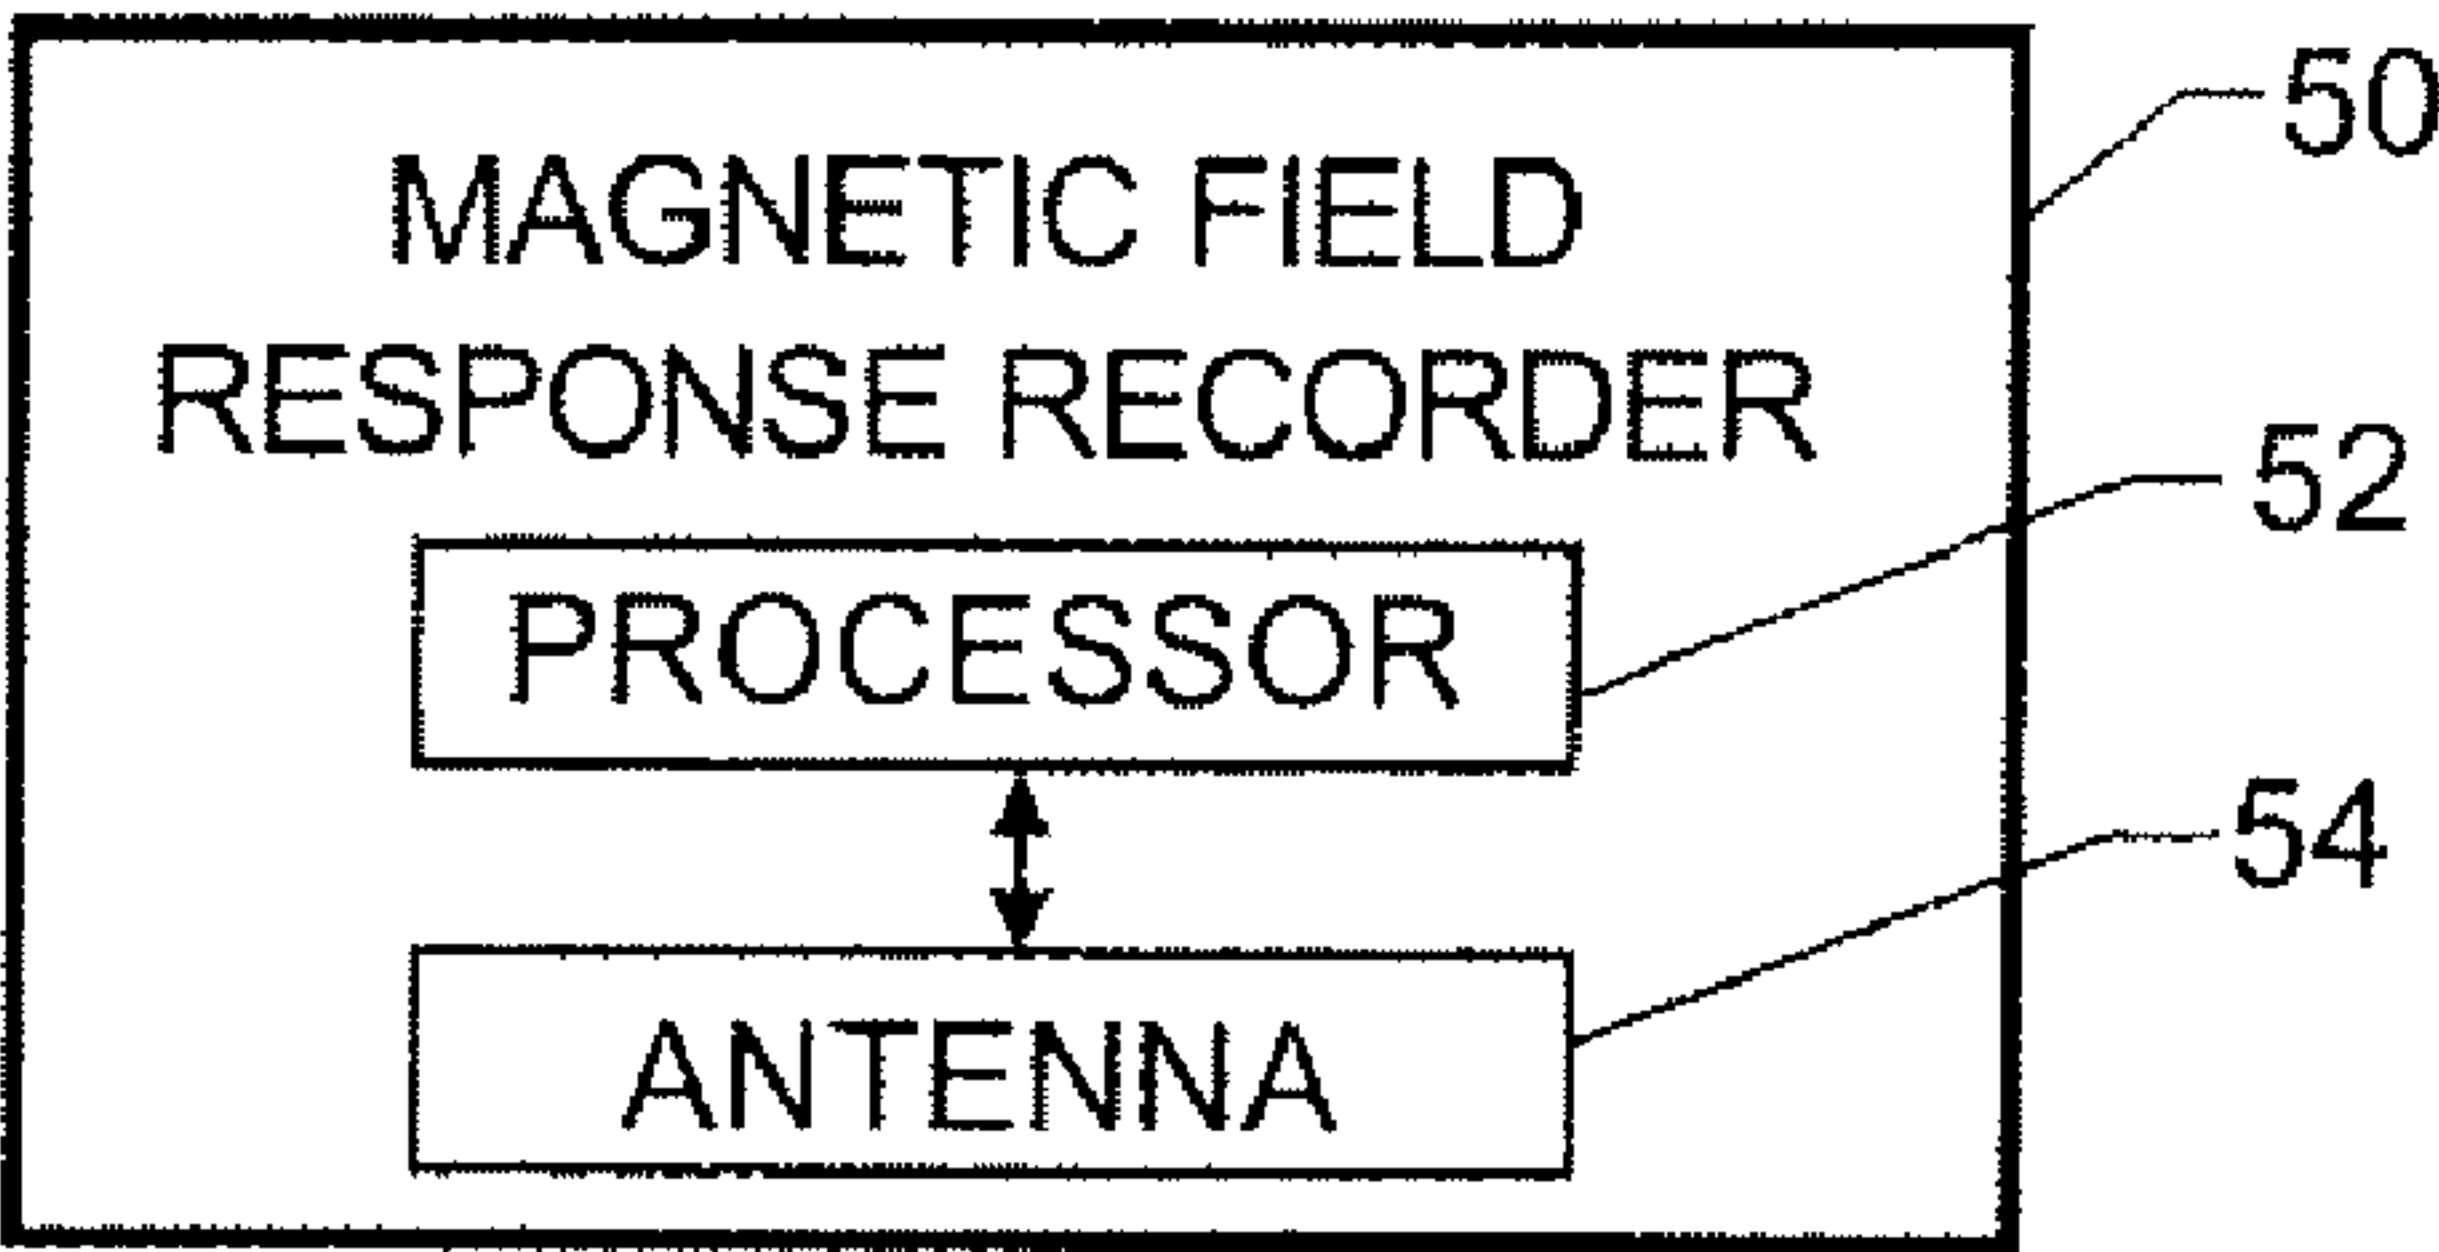 MAGNETIC FIELD
RESPONSE RECORDER
PROCESSOR
ANTENNA
50
52
54